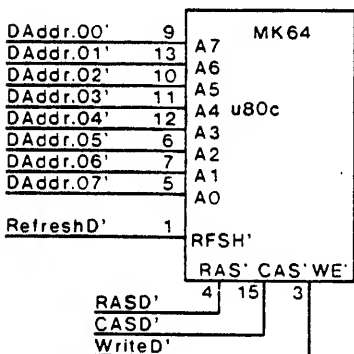 MK64
DAddr.00' 9 A7
DAddr.01' 13 A6
DAddr.02' 10 A5
DAddr.03' 11 A4 u80c
DAddr.04' 12 A3
DAddr.05' 6 A2
DAddr.06' 7 A1
DAddr.07' 5 A0
RefreshD' 1 RFSH'
RAS' CAS' WE'
4 15 3
RASD'
CASD'
WriteD'